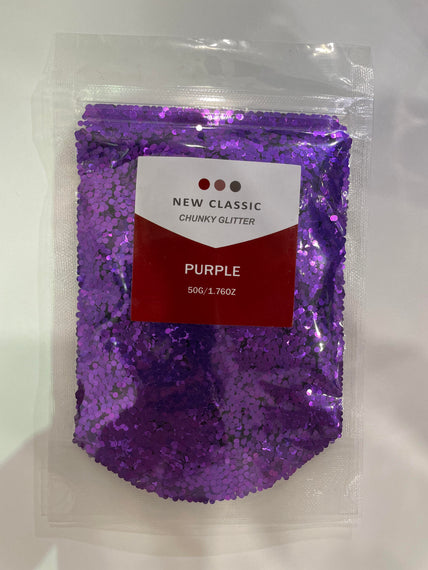 NEW CLASSIC
CHUNKY GLITTER
PURPLE
50G/1.76OZ